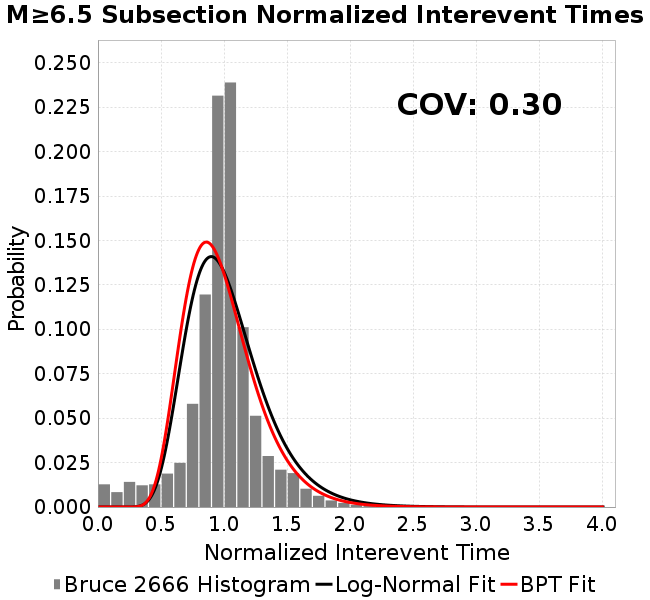 M≥6.5 Subsection Normalized Interevent Times
COV: 0.30
Probability
0.250
0.225
0.200
0.175
0.150
0.125
0.100
0.075
0.050
0.025
0.000
0.0 0.5 1.0 1.5 2.0 2.5 3.0 3.5 4.0
Normalized Interevent Time
Bruce 2666 Histogram Log-Normal Fit BPT Fit